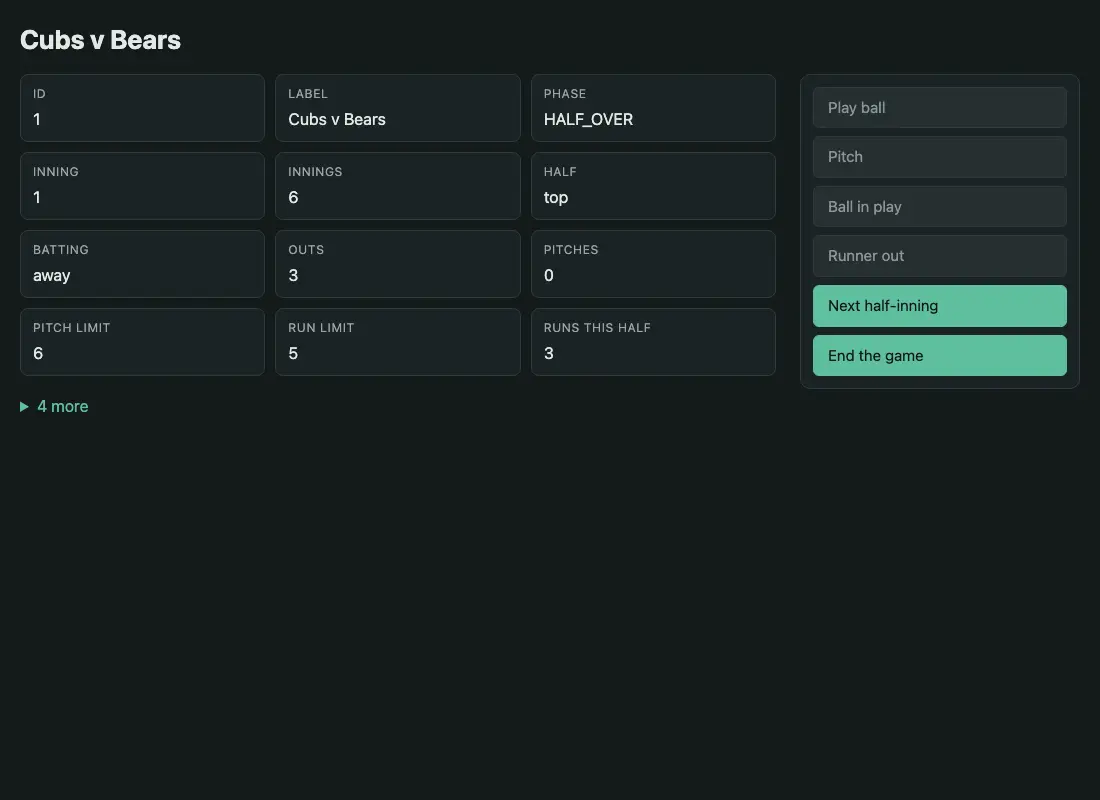 Cubs v Bears
ID
1
LABEL
Cubs v Bears
PHASE
HALF_OVER
INNING
1
INNINGS
6
HALF
top
BATTING
away
OUTS
3
PITCHES
0
PITCH LIMIT
6
RUN LIMIT
5
RUNS THIS HALF
3
4 more
Play ball
Pitch
Ball in play
Runner out
Next half-inning
End the game